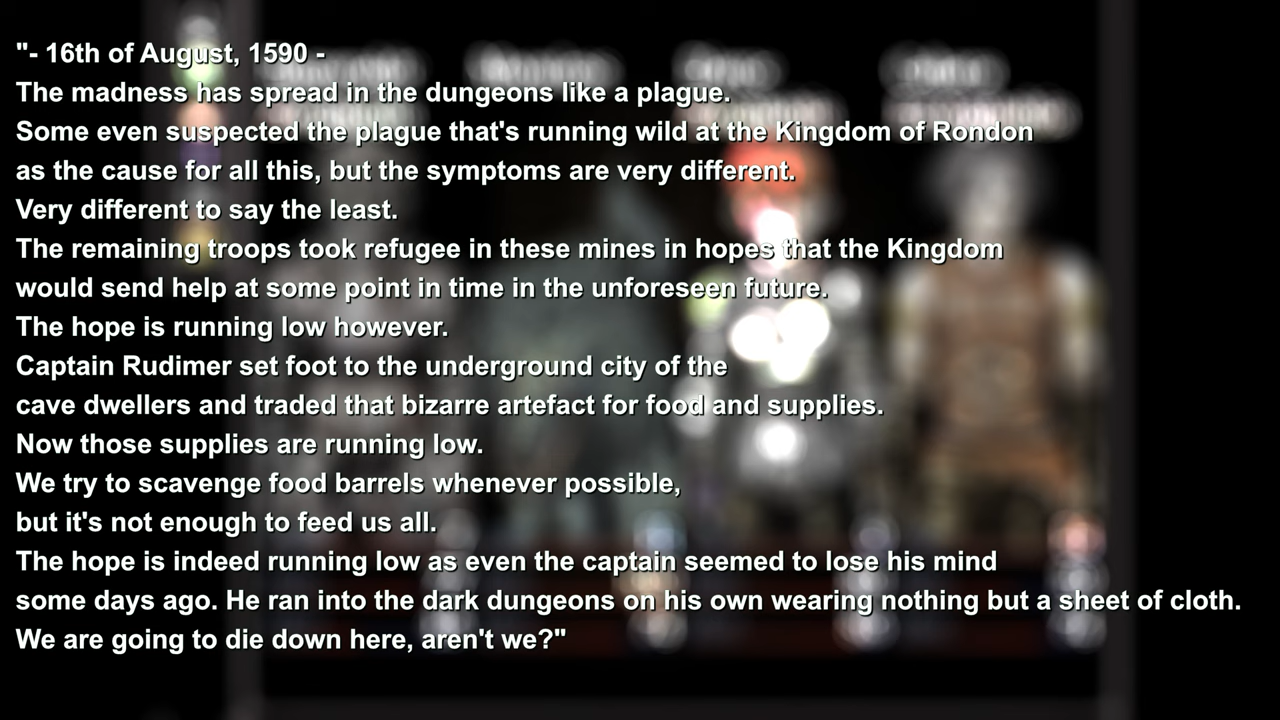 "- 16th of August, 1590 -
The madness has spread in the dungeons like a plague.
Some even suspected the plague that's running wild at the Kingdom of Rondon
as the cause for all this, but the symptoms are very different.
Very different to say the least.
The remaining troops took refugee in these mines in hopes that the Kingdom
would send help at some point in time in the unforeseen future.
The hope is running low however.
Captain Rudimer set foot to the underground city of the
cave dwellers and traded that bizarre artefact for food and supplies.
Now those supplies are running low.
We try to scavenge food barrels whenever possible,
but it's not enough to feed us all.
The hope is indeed running low as even the captain seemed to lose his mind
some days ago. He ran into the dark dungeons on his own wearing nothing but a sheet of cloth.
We are going to die down here, aren't we?"